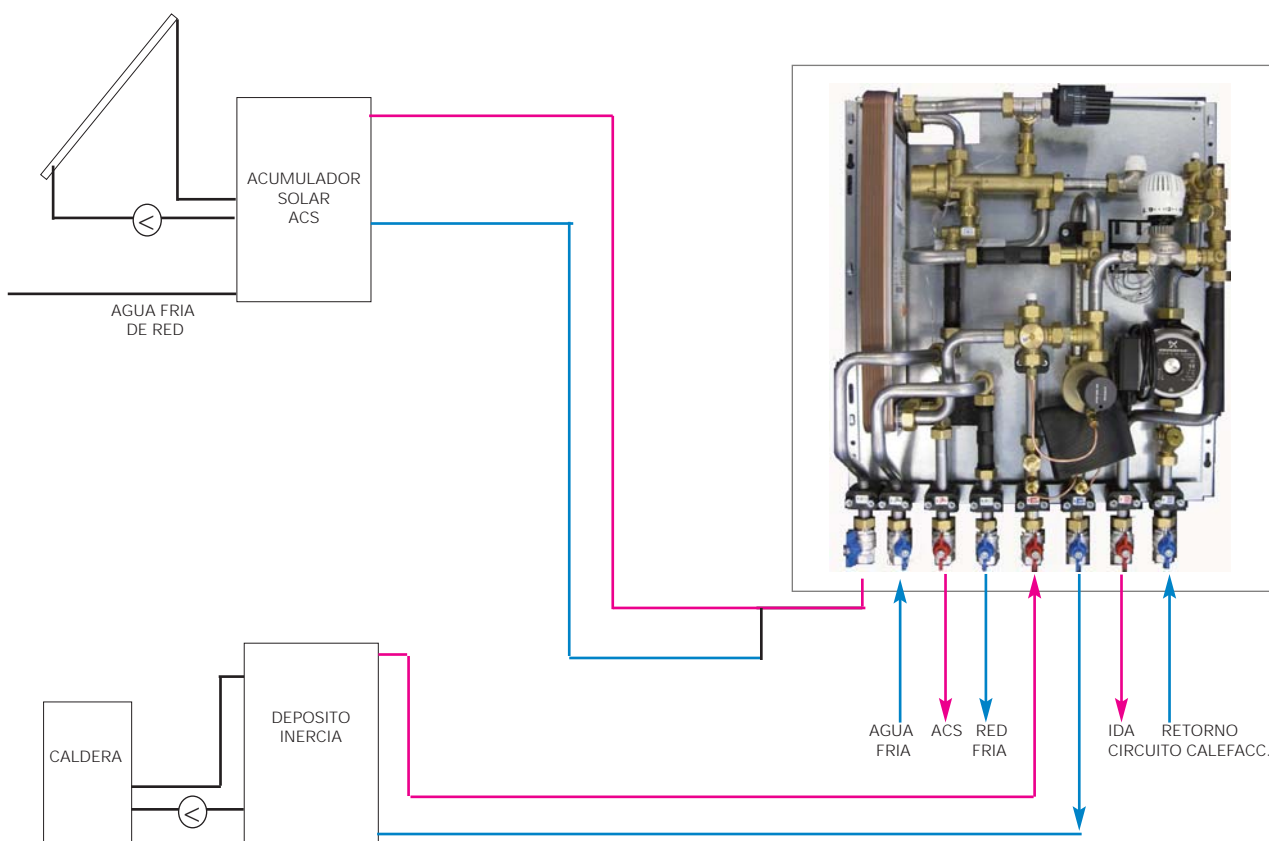 ACUMULADOR
SOLAR
ACS
AGUA FRIA
DE RED
DEPOSITO
INERCIA
CALDERA
AGUA
FRIA
ACS
RED
FRIA
IDA RETORNO
CIRCUITO CALEFACC.